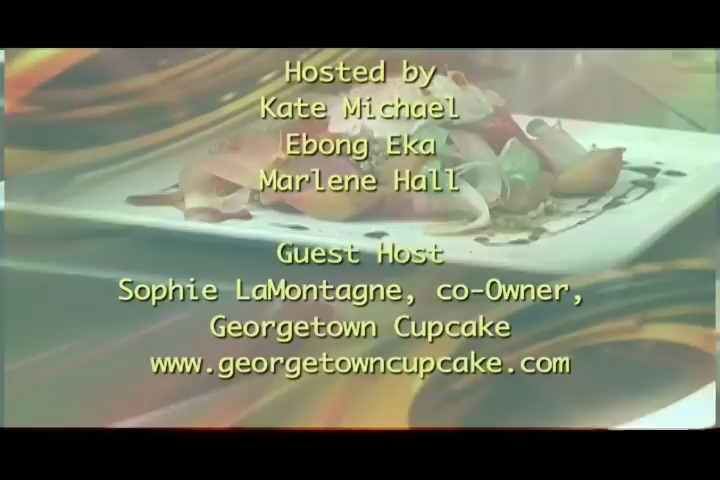 Hosted by
Kate Michael
Ebong Eka
Marlene Hall
Guest Host
Sophie LaMontagne, co-Owner,
Georgetown Cupcake
www.georgetowncupcake.com